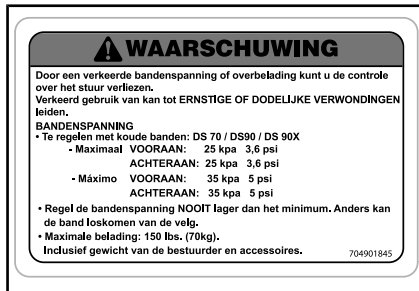 WAARSCHUWING
Door een verkeerde bandenspanning of overbelading kunt u de controle
over het stuur verliezen.
Verkeerd gebruik van kan tot ERNSTIGE OF DODELIJKE VERWONDINGEN
leiden.
BANDENSPANNING
• Te regelen met koude banden: DS 70 / DS90 / DS 90X
- Maximaal VOORAAN: 25 kpa 3,6 psi
ACHTERAAN: 25 kpa 3,6 psi
- Máximo VOORAAN: 35 kpa 5 psi
ACHTERAAN: 35 kpa 5 psi
• Regel de bandenspanning NOOIT lager dan het minimum. Anders kan
de band loskomen van de velg.
• Maximale belading: 150 lbs. (70kg).
Inclusief gewicht van de bestuurder en accessoires.
704901845